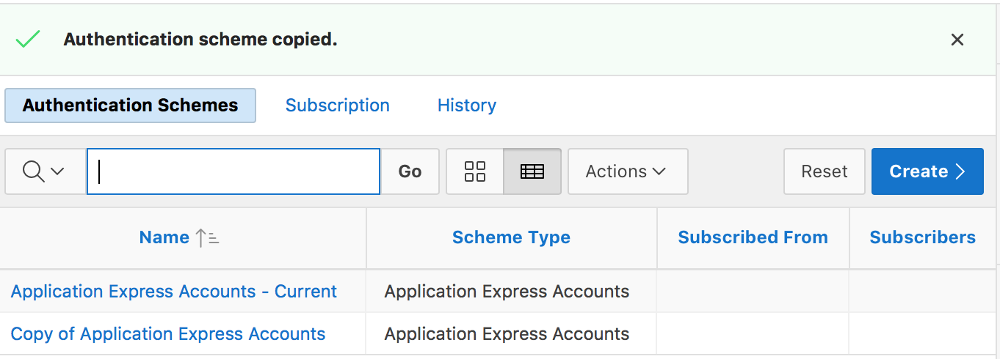 Authentication scheme copied.
Authentication Schemes Subscription History
Go Actions Reset Create
Name Scheme Type Subscribed From Subscribers
Application Express Accounts - Current Application Express Accounts
Copy of Application Express Accounts Application Express Accounts